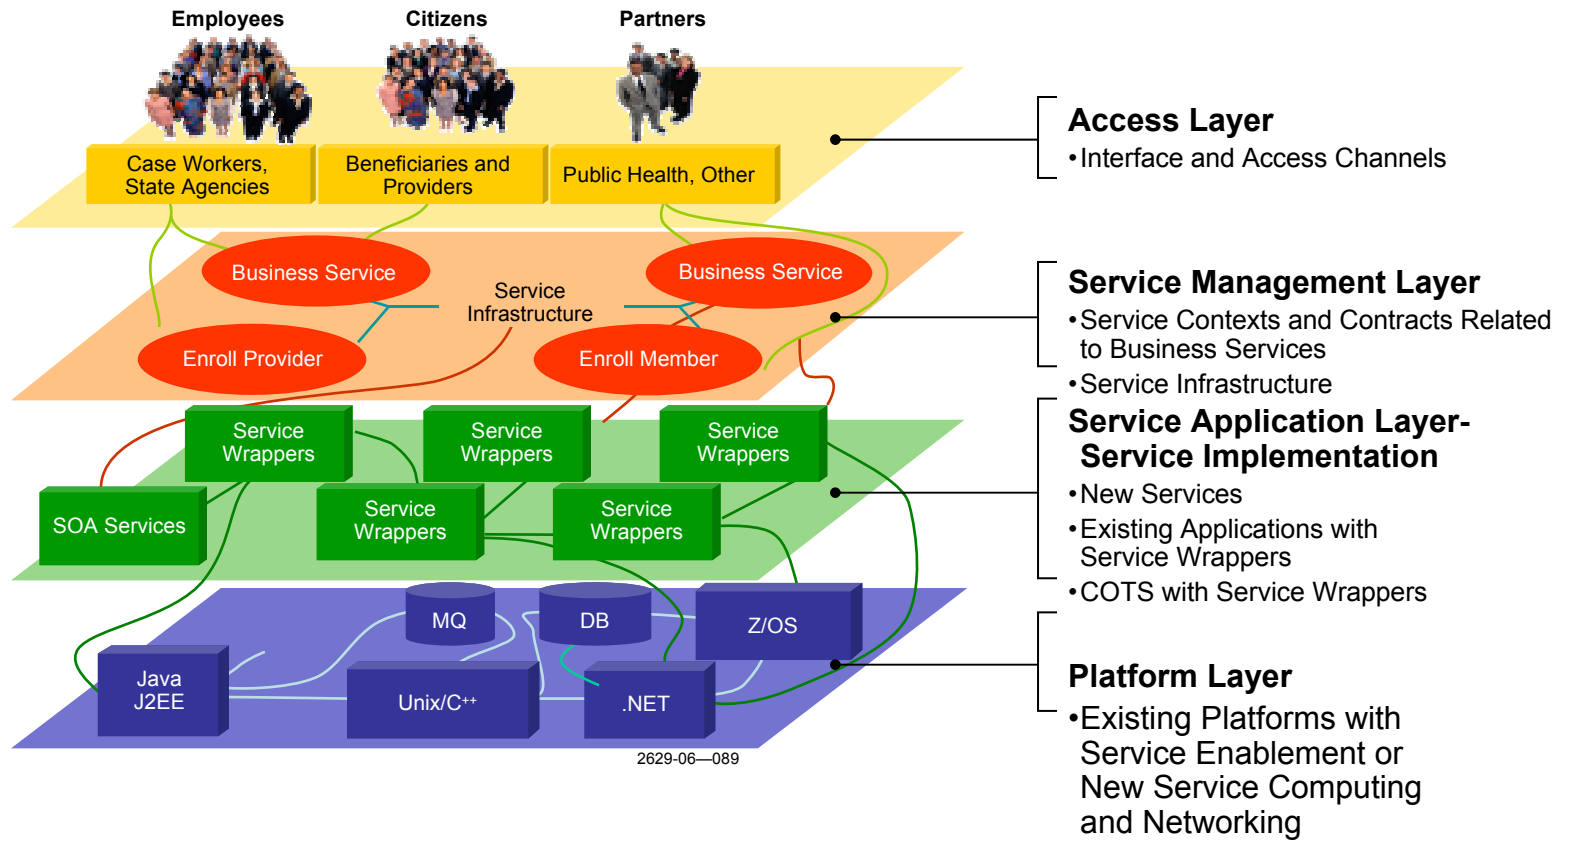 Employees
Citizens
Partners
Case Workers,
State Agencies
Beneficiaries and
Providers
Public Health, Other
Access Layer
•Interface and Access Channels
Business Service
Business Service
Service
Infrastructure
Enroll Provider
Enroll Member
Service Management Layer
•Service Contexts and Contracts Related
to Business Services
•Service Infrastructure
Service
Wrappers
Service
Wrappers
Service
Wrappers
SOA Services
Service
Wrappers
Service
Wrappers
Service Application Layer-
Service Implementation
•New Services
•Existing Applications with
Service Wrappers
•COTS with Service Wrappers
MQ
DB
Z/OS
Java
J2EE
Unix/C++
.NET
Platform Layer
•Existing Platforms with
Service Enablement or
New Service Computing
and Networking
2629-06—089